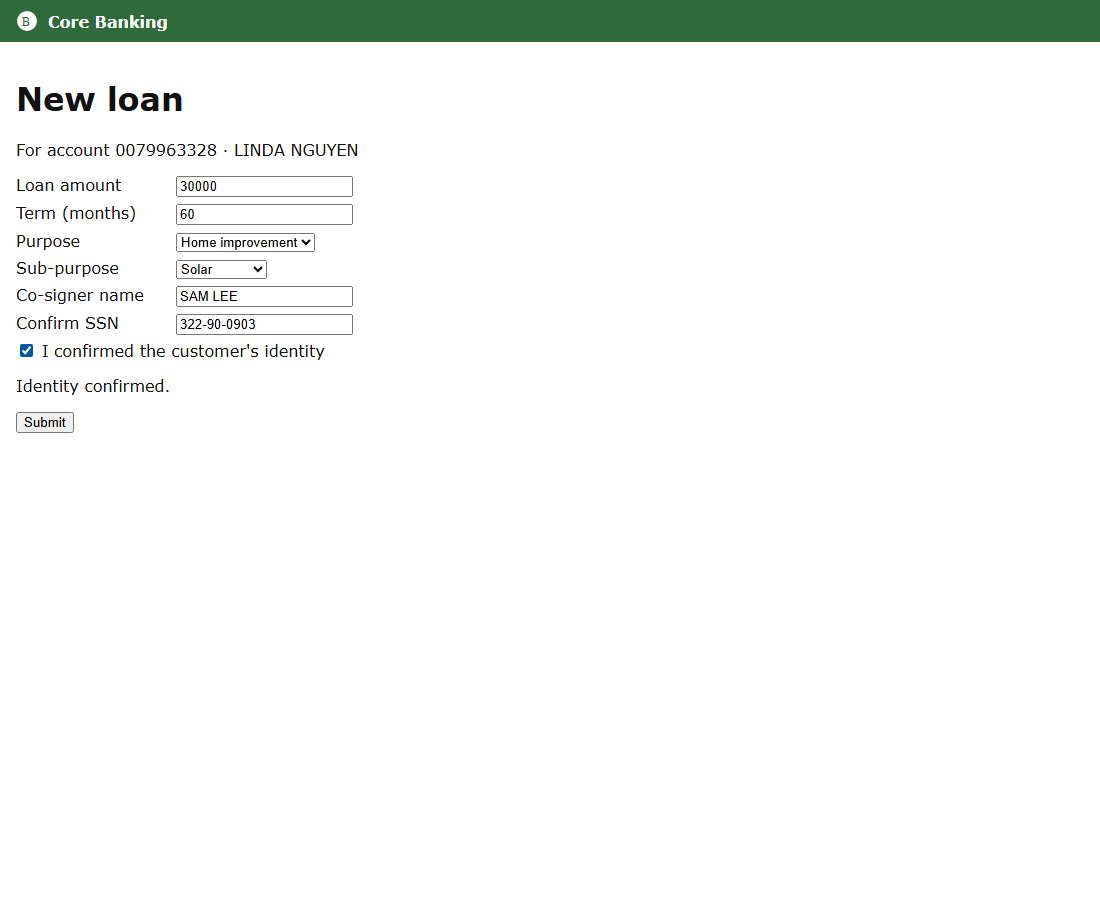 B Core Banking
New loan
For account 0079963328 · LINDA NGUYEN
Loan amount 30000
Term (months) 60
Purpose Home improvement
Sub-purpose Solar
Co-signer name SAM LEE
Confirm SSN 322-90-0903
I confirmed the customer's identity
Identity confirmed.
Submit